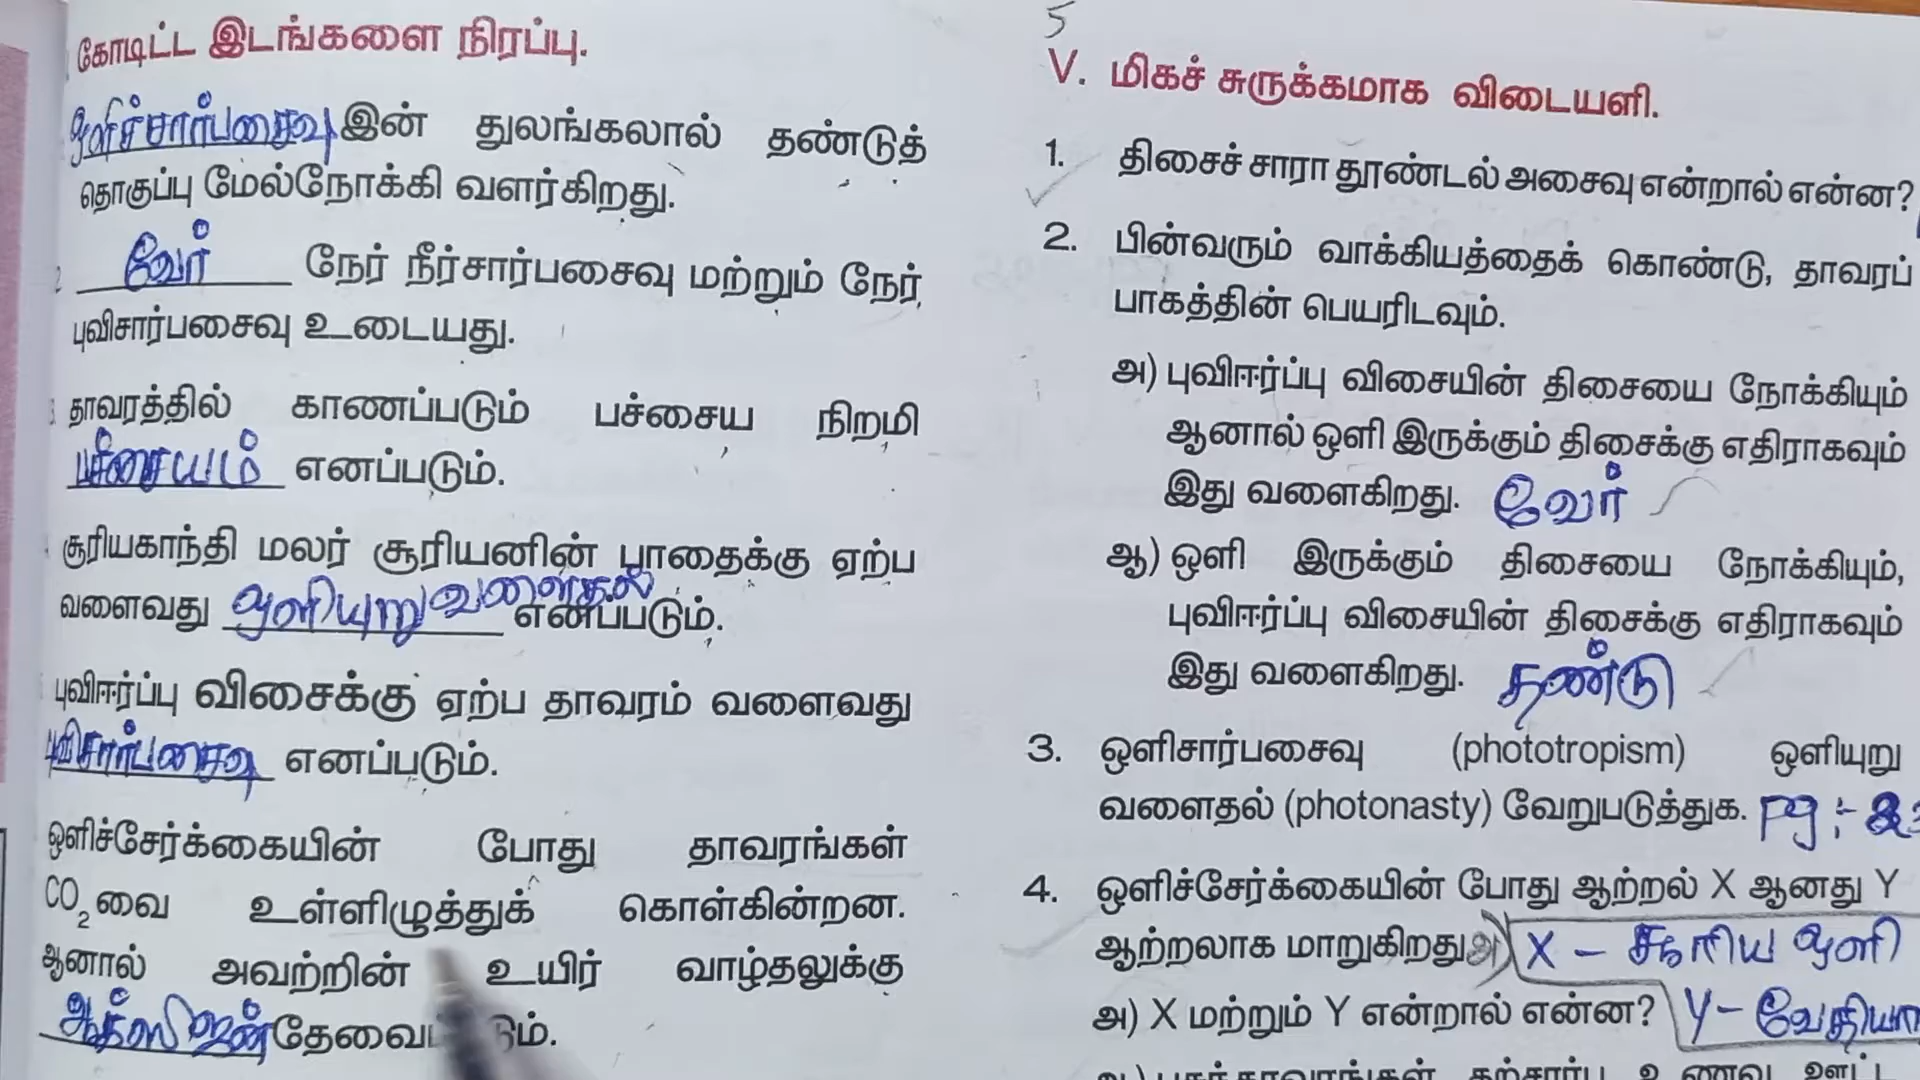 கோடிட்ட இடங்களை நிரப்பு.
ஒளிச்சார்பசைவு இன் துலங்கலால் தண்டுத்
தொகுப்பு மேல்நோக்கி வளர்கிறது.
2 வேர் நேர் நீர்சார்பசைவு மற்றும் நேர்
புவிசார்பசைவு உடையது.
தாவரத்தில் காணப்படும் பச்சைய நிறமி
பச்சையம் எனப்படும்.
சூரியகாந்தி மலர் சூரியனின் பாதைக்கு ஏற்ப
வளைவது ஒளியுறுவளைதல் எனப்படும்.
புவிஈர்ப்பு விசைக்கு ஏற்ப தாவரம் வளைவது
புவிசார்பசைவு எனப்படும்.
ஒளிச்சேர்க்கையின் போது தாவரங்கள்
CO₂வை உள்ளிழுத்துக் கொள்கின்றன.
ஆனால் அவற்றின் உயிர் வாழ்தலுக்கு
ஆக்ஸிஜன்
5
V. மிகச் சுருக்கமாக விடையளி.
1. திசைச் சாரா தூண்டல் அசைவு என்றால் என்ன?
2. பின்வரும் வாக்கியத்தைக் கொண்டு, தாவரப்
பாகத்தின் பெயரிடவும்.
அ) புவிஈர்ப்பு விசையின் திசையை நோக்கியும்
ஆனால் ஒளி இருக்கும் திசைக்கு எதிராகவும்
இது வளைகிறது. வேர்
ஆ) ஒளி இருக்கும் திசையை நோக்கியும்,
புவிஈர்ப்பு விசையின் திசைக்கு எதிராகவும்
இது வளைகிறது. தண்டு
3. ஒளிசார்பசைவு (phototropism) ஒளியுறு
வளைதல் (photonasty) வேறுபடுத்துக. Pg :-
4. ஒளிச்சேர்க்கையின் போது ஆற்றல் X ஆனது Y
ஆற்றலாக மாறுகிறது அ) X – சூரிய ஒளி
அ) X மற்றும் Y என்றால் என்ன? Y –